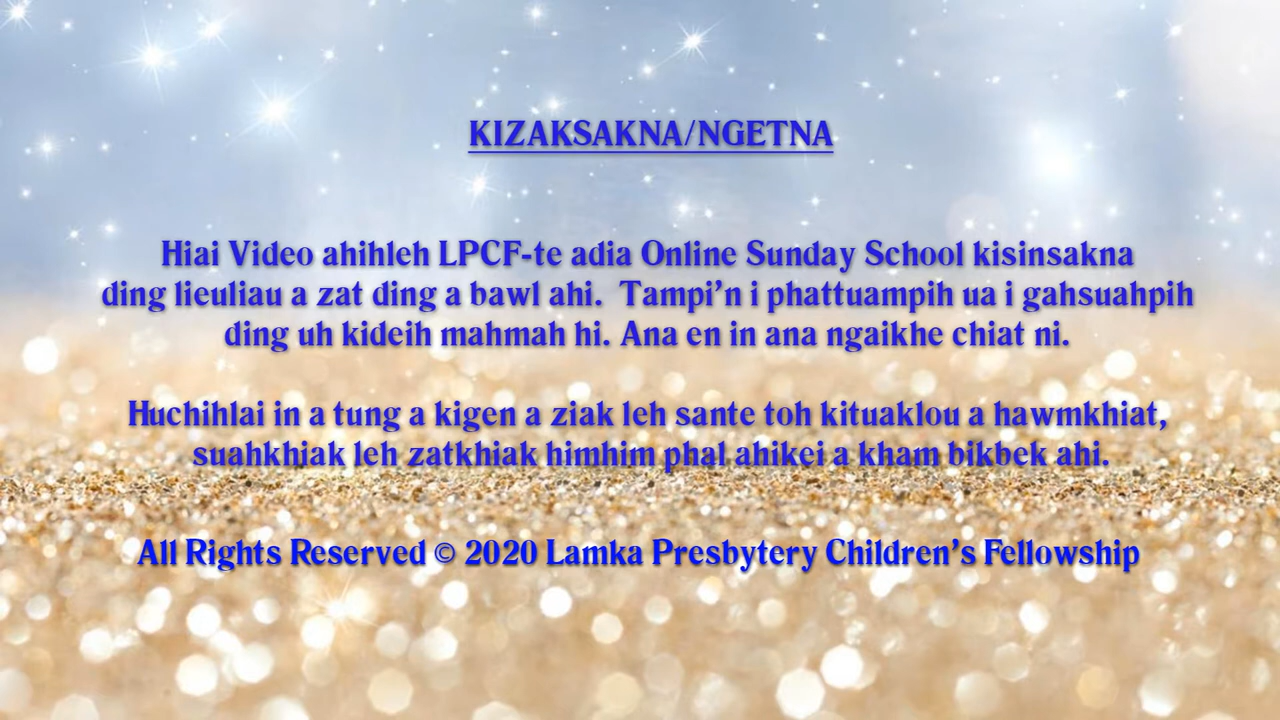 KIZAKSAKNA/NGETNA
Hiai Video ahihleh LPCF-te adia Online Sunday School kisinsakna
ding lieuliau a zat ding a bawl ahi. Tampi'n i phattuampih ua i gahsuahpih
ding uh kideih mahmah hi. Ana en in ana ngaikhe chiat ni.
Huchihlai in a tung a kigen a ziak leh sante toh kituaklou a hawmkhiat,
suahkhiak leh zatkhiak himhim phal ahikei a kham bikbek ahi.
All Rights Reserved © 2020 Lamka Presbytery Children's Fellowship